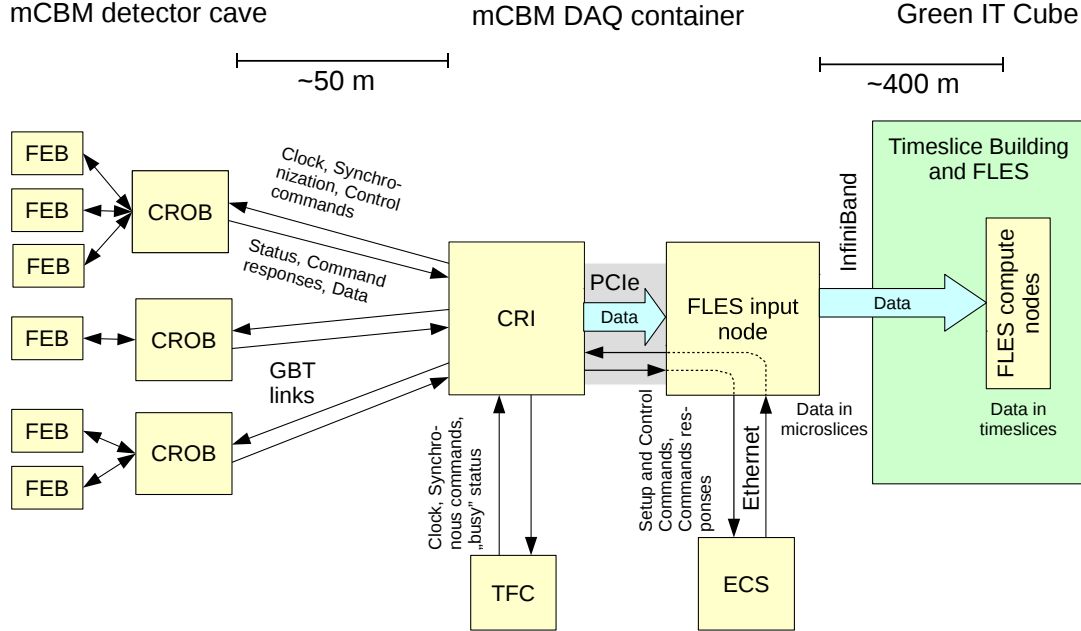 mCBM detector cave
mCBM DAQ container
Green IT Cube
~50 m
~400 m
FEB
FEB
FEB
CROB
Clock, Synchro-
nization, Control
commands
Status, Command
responses, Data
FEB
CROB
GBT
links
FEB
FEB
CROB
CRI
PCIe
Data
FLES input
node
InfiniBand
Data
Timeslice Building
and FLES
FLES compute
nodes
Data in
timeslices
Data in
microslices
Clock, Synchro-
nous commands,
„busy” status
Setup and Control
Commands,
Commands res-
ponses
Ethernet
TFC
ECS